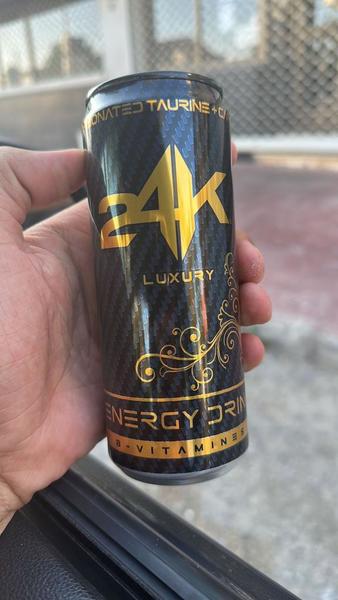 TAURINE +
24K
LUXURY
ENERGY
B-VITAMINES